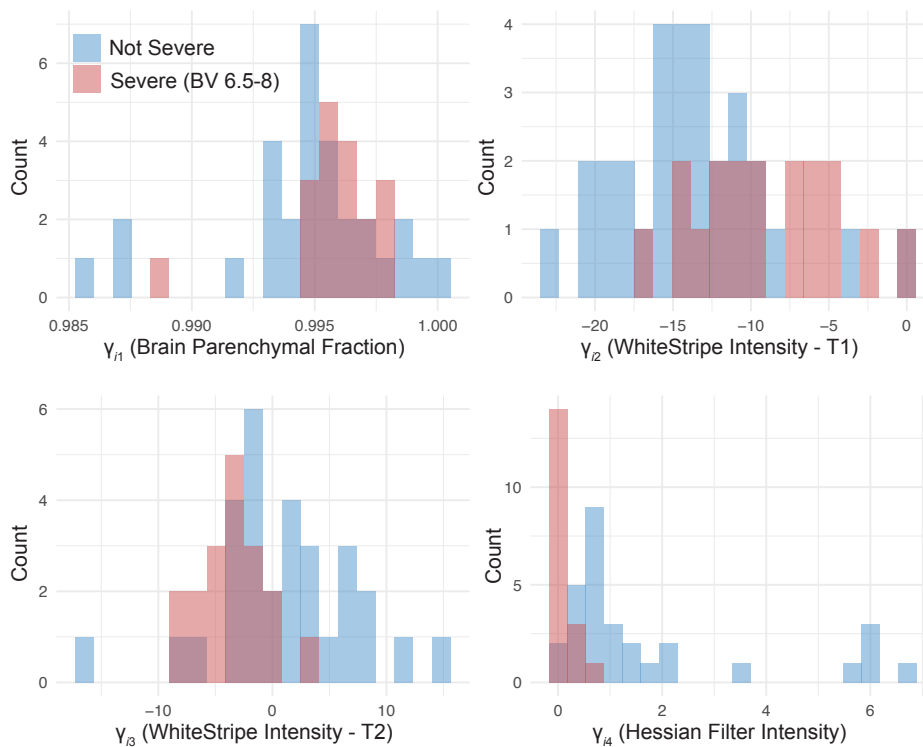 Not Severe
Severe (BV 6.5-8)
Count
6
4
2
0
0.985 0.990 0.995 1.000
γi1 (Brain Parenchymal Fraction)
Count
4
3
2
1
0
−20 −15 −10 −5 0
γi2 (WhiteStripe Intensity - T1)
Count
6
4
2
0
−10 0 10
γi3 (WhiteStripe Intensity - T2)
Count
10
5
0
0 2 4 6
γi4 (Hessian Filter Intensity)